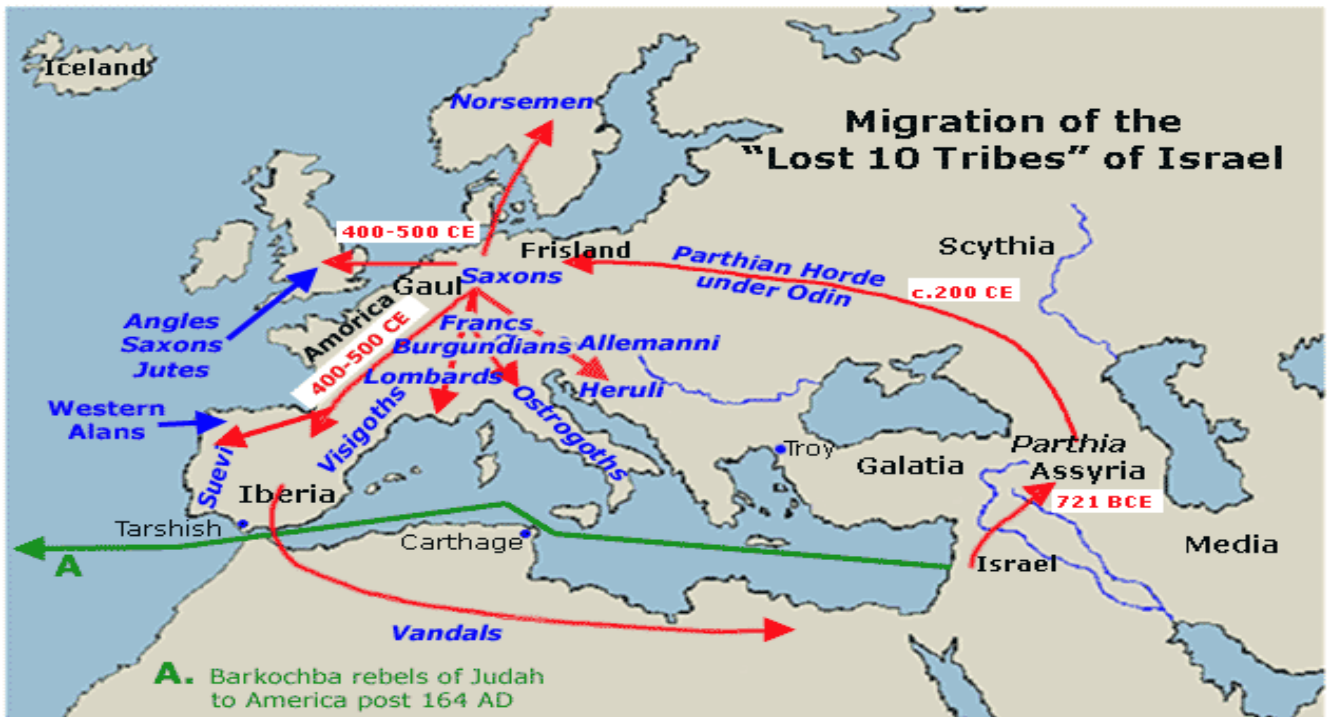 Iceland
Norsemen
Migration of the
“Lost 10 Tribes” of Israel
400-500 CE
Frisland
Scythia
Parthian Horde
under Odin
c.200 CE
Saxons
Gaul
Angles
Saxons
Jutes
Amorica
400-500 CE
Francs
Burgundians
Allemanni
Lombards
Heruli
Western
Alans
Visigoths
Ostrogoths
Suevi
Troy
Galatia
Parthia
Assyria
721 BCE
Iberia
Tarshish
Carthage
Israel
Media
A
Vandals
A. Barkochba rebels of Judah
to America post 164 AD